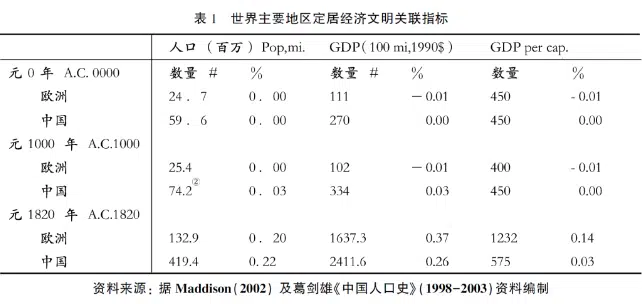 表 1 世界主要地区定居经济文明关联指标
人口 (百万) Pop,mi. GDP(100 mi,1990$) GDP per cap.
元 0 年 A.C. 0000 数量 # % 数量 # % 数量 %
欧洲 24 . 7 0 . 00 111 -0.01 450 -0.01
中国 59 . 6 0 . 00 270 0.00 450 0.00
元 1000 年 A.C.1000
欧洲 25.4 0 . 00 102 -0.01 400 -0.01
中国 74.2② 0 . 03 334 0.03 450 0.00
元 1820 年 A.C.1820
欧洲 132.9 0 . 20 1637.3 0.37 1232 0.14
中国 419.4 0.22 2411.6 0.26 575 0.03
资料来源: 据 Maddison(2002) 及葛剑雄《中国人口史》(1998-2003)资料编制